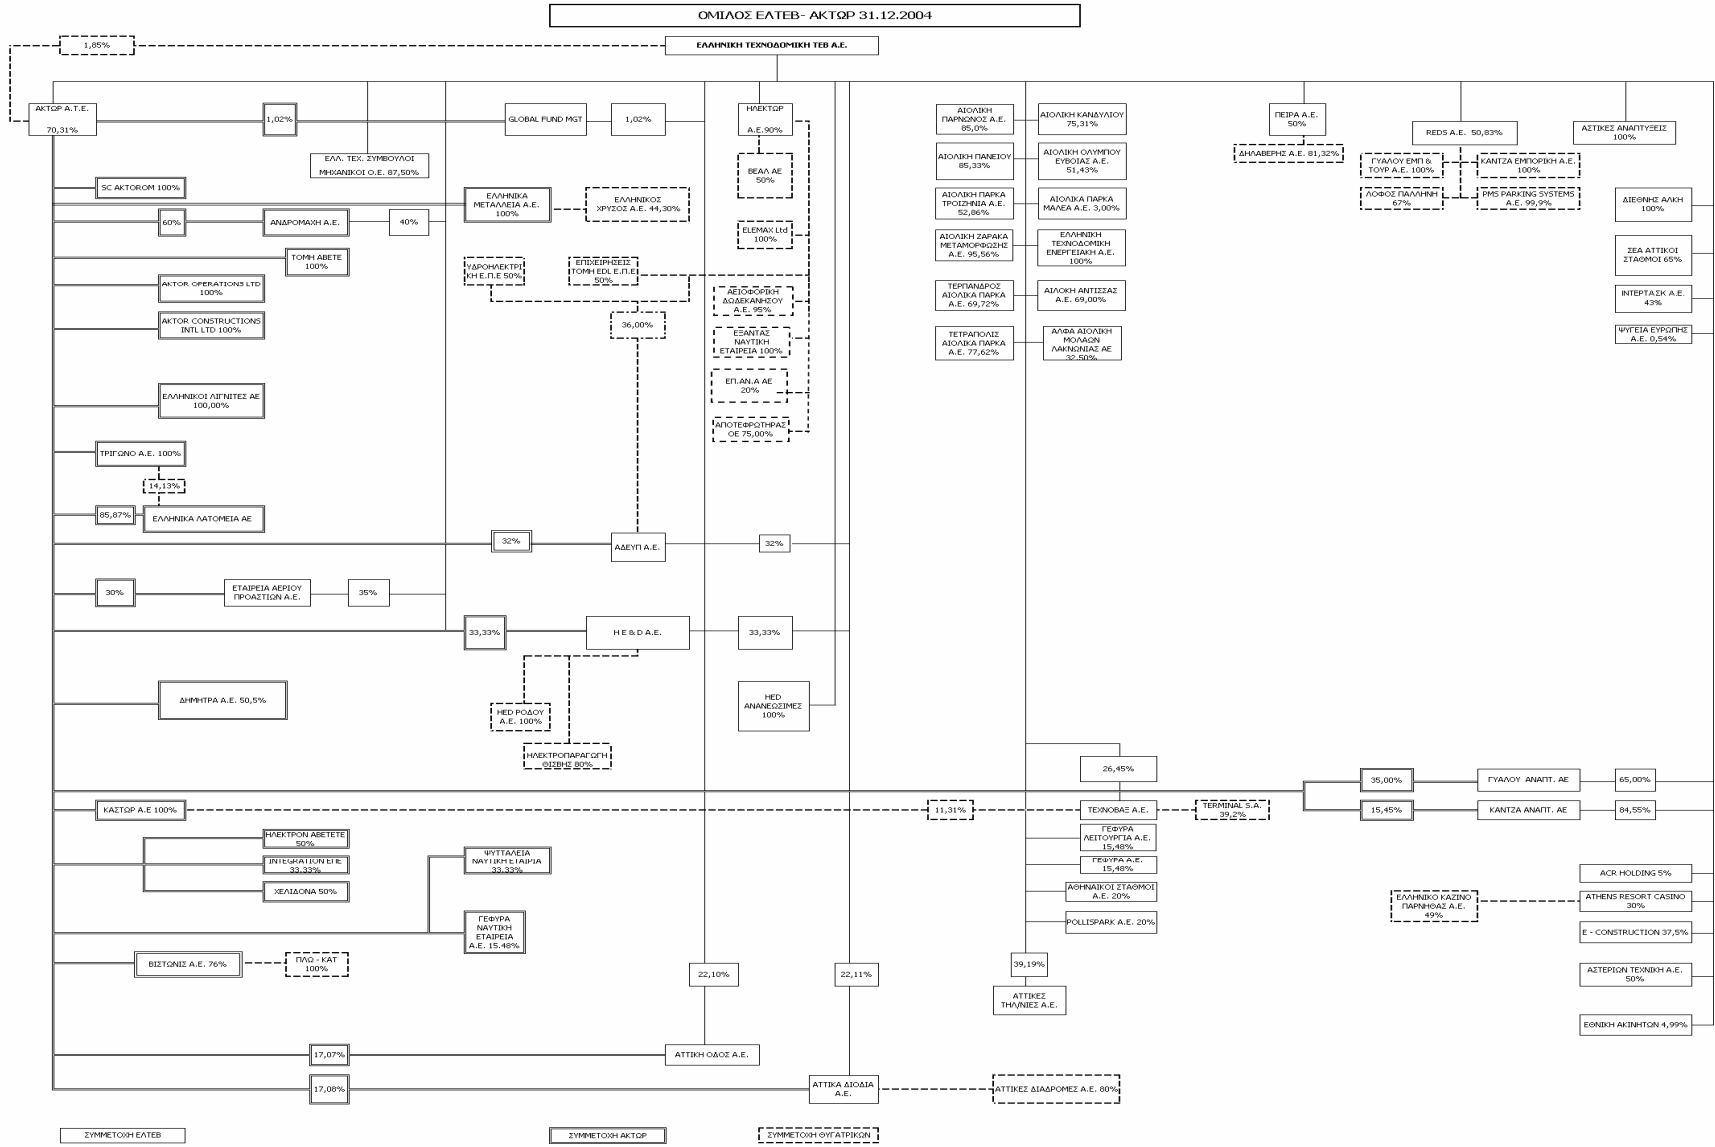 ΟΜΙΛΟΣ ΕΛΤΕΒ- ΑΚΤΩΡ 31.12.2004
1,85%
ΕΛΛΗΝΙΚΗ ΤΕΧΝΟΔΟΜΙΚΗ ΤΕΒ Α.Ε.
ΑΚΤΩΡ Α.Τ.Ε.
70,31%
1,02%
GLOBAL FUND MGT
1,02%
ΗΛΕΚΤΩΡ
Α.Ε.90%
ΑΙΟΛΙΚΗ
ΠΑΡΝΩΝΟΣ Α.Ε.
85,0%
ΑΙΟΛΙΚΗ ΚΑΝΔΥΛΙΟΥ
75,31%
ΠΕΙΡΑ Α.Ε.
50%
REDS Α.Ε. 50,83%
ΑΣΤΙΚΕΣ ΑΝΑΠΤΥΞΕΙΣ
100%
ΕΛΛ. ΤΕΧ. ΣΥΜΒΟΥΛΟΙ
ΜΗΧΑΝΙΚΟΙ Ο.Ε. 87,50%
ΒΕΑΛ ΑΕ
50%
ΑΙΟΛΙΚΗ ΠΑΝΕΙΟΥ
85,33%
ΑΙΟΛΙΚΗ ΟΛΥΜΠΟΥ
ΕΥΒΟΙΑΣ Α.Ε.
51,43%
ΔΗΛΑΒΕΡΗΣ Α.Ε. 81,32%
ΓΥΑΛΟΥ ΕΜΠ &
ΤΟΥΡ Α.Ε. 100%
ΚΑΝΤΖΑ ΕΜΠΟΡΙΚΗ Α.Ε.
100%
SC AKTOROM 100%
ΕΛΛΗΝΙΚΑ
ΜΕΤΑΛΛΕΙΑ Α.Ε.
100%
ΕΛΛΗΝΙΚΟΣ
ΧΡΥΣΟΣ Α.Ε. 44,30%
ΑΙΟΛΙΚΗ ΠΑΡΚΑ
ΤΡΟΙΖΗΝΙΑ Α.Ε.
52,86%
ΑΙΟΛΙΚΑ ΠΑΡΚΑ
ΜΑΛΕΑ Α.Ε. 3,00%
ΛΟΦΟΣ ΠΑΛΛΗΝΗ
67%
PMS PARKING SYSTEMS
Α.Ε. 99,9%
ΔΙΕΘΝΗΣ ΑΛΚΗ
100%
60%
ΑΝΔΡΟΜΑΧΗ Α.Ε.
40%
ELEMAX Ltd
100%
ΑΙΟΛΙΚΗ ΖΑΡΑΚΑ
ΜΕΤΑΜΟΡΦΩΣΗΣ
Α.Ε. 95,56%
ΕΛΛΗΝΙΚΗ
ΤΕΧΝΟΔΟΜΙΚΗ
ΕΝΕΡΓΕΙΑΚΗ Α.Ε.
100%
ΣΕΑ ΑΤΤΙΚΟΙ
ΣΤΑΘΜΟΙ 65%
ΤΟΜΗ ΑΒΕΤΕ
100%
ΥΔΡΟΗΛΕΚΤΡΙ
ΚΗ Ε.Π.Ε 50%
ΕΠΙΧΕΙΡΗΣΕΙΣ
ΤΟΜΗ EDL Ε.Π.Ε
50%
AKTOR OPERATIONS LTD
100%
ΑΕΙΦΟΡΙΚΗ
ΔΩΔΕΚΑΝΗΣΟΥ
Α.Ε. 95%
ΤΕΡΠΑΝΔΡΟΣ
ΑΙΟΛΙΚΑ ΠΑΡΚΑ
Α.Ε. 69,72%
ΑΙΛΟΚΗ ΑΝΤΙΣΣΑΣ
Α.Ε. 69,00%
ΙΝΤΕΡΤΑΣΚ Α.Ε.
43%
AKTOR CONSTRUCTIONS
INTL LTD 100%
36,00%
ΕΞΑΝΤΑΣ
ΝΑΥΤΙΚΗ
ΕΤΑΙΡΕΙΑ 100%
ΤΕΤΡΑΠΟΛΙΣ
ΑΙΟΛΙΚΑ ΠΑΡΚΑ
Α.Ε. 77,62%
ΑΛΦΑ ΑΙΟΛΙΚΗ
ΜΟΛΑΩΝ
ΛΑΚΝΩΝΙΑΣ ΑΕ
32,50%
ΨΥΓΕΙΑ ΕΥΡΩΠΗΣ
Α.Ε. 0,54%
ΕΛΛΗΝΙΚΟΙ ΛΙΓΝΙΤΕΣ ΑΕ
100,00%
ΕΠ.ΑΝ.Α ΑΕ
20%
ΑΠΟΤΕΦΡΩΤΗΡΑΣ
ΟΕ 75,00%
ΤΡΙΓΩΝΟ Α.Ε. 100%
14,13%
85,87%
ΕΛΛΗΝΙΚΑ ΛΑΤΟΜΕΙΑ ΑΕ
32%
ΑΔΕΥΠ Α.Ε.
32%
30%
ΕΤΑΙΡΕΙΑ ΑΕΡΙΟΥ
ΠΡΟΑΣΤΙΩΝ Α.Ε.
35%
33,33%
H E & D Α.Ε.
33,33%
ΔΗΜΗΤΡΑ Α.Ε. 50,5%
HED ΡΟΔΟΥ
Α.Ε. 100%
HED
ΑΝΑΝΕΩΣΙΜΕΣ
100%
ΗΛΕΚΤΡΟΠΑΡΑΓΩΓΗ
ΘΙΣΒΗΣ 80%
26,45%
35,00%
ΓΥΑΛΟΥ ΑΝΑΠΤ. ΑΕ
65,00%
ΚΑΣΤΩΡ Α.Ε 100%
11,31%
ΤΕΧΝΟΒΑΞ Α.Ε.
TERMINAL S.A.
39,2%
15,45%
ΚΑΝΤΖΑ ΑΝΑΠΤ. ΑΕ
84,55%
ΗΛΕΚΤΡΟΝ ΑΒΕΤΕΤΕ
50%
ΓΕΦΥΡΑ
ΛΕΙΤΟΥΡΓΙΑ Α.Ε.
15,48%
INTEGRATION ΕΠΕ
33.33%
ΨΥΤΤΑΛΕΙΑ
ΝΑΥΤΙΚΗ ΕΤΑΙΡΙΑ
33.33%
ΓΕΦΥΡΑ Α.Ε.
15,48%
ACR HOLDING 5%
ΧΕΛΙΔΟΝΑ 50%
ΑΘΗΝΑΙΚΟΙ ΣΤΑΘΜΟΙ
Α.Ε. 20%
ΕΛΛΗΝΙΚΟ ΚΑΖΙΝΟ
ΠΑΡΝΗΘΑΣ Α.Ε.
49%
ATHENS RESORT CASINO
30%
ΓΕΦΥΡΑ
ΝΑΥΤΙΚΗ
ΕΤΑΙΡΕΙΑ
Α.Ε. 15.48%
POLLISPARK Α.Ε. 20%
E - CONSTRUCTION 37,5%
ΒΙΣΤΩΝΙΣ Α.Ε. 76%
ΠΛΩ - ΚΑΤ
100%
22,10%
22,11%
39,19%
ΑΣΤΕΡΙΩΝ ΤΕΧΝΙΚΗ Α.Ε.
50%
ΑΤΤΙΚΕΣ
ΤΗΛ/ΝΙΕΣ Α.Ε.
ΕΘΝΙΚΗ ΑΚΙΝΗΤΩΝ 4,99%
17,07%
ΑΤΤΙΚΗ ΟΔΟΣ Α.Ε.
17,08%
ΑΤΤΙΚΑ ΔΙΟΔΙΑ
Α.Ε.
ΑΤΤΙΚΕΣ ΔΙΑΔΡΟΜΕΣ Α.Ε. 80%
ΣΥΜΜΕΤΟΧΗ ΕΛΤΕΒ
ΣΥΜΜΕΤΟΧΗ ΑΚΤΩΡ
ΣΥΜΜΕΤΟΧΗ ΘΥΓΑΤΡΙΚΩΝ